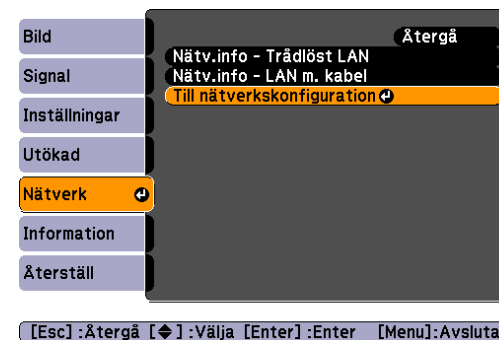 Bild
Signal
Inställningar
Utökad
Nätverk
Information
Återställ
Återgå
Nätv.info - Trådlöst LAN
Nätv.info - LAN m. kabel
Till nätverkskonfiguration
[Esc] :Återgå [ ] :Välja [Enter] :Enter [Menu]:Avsluta